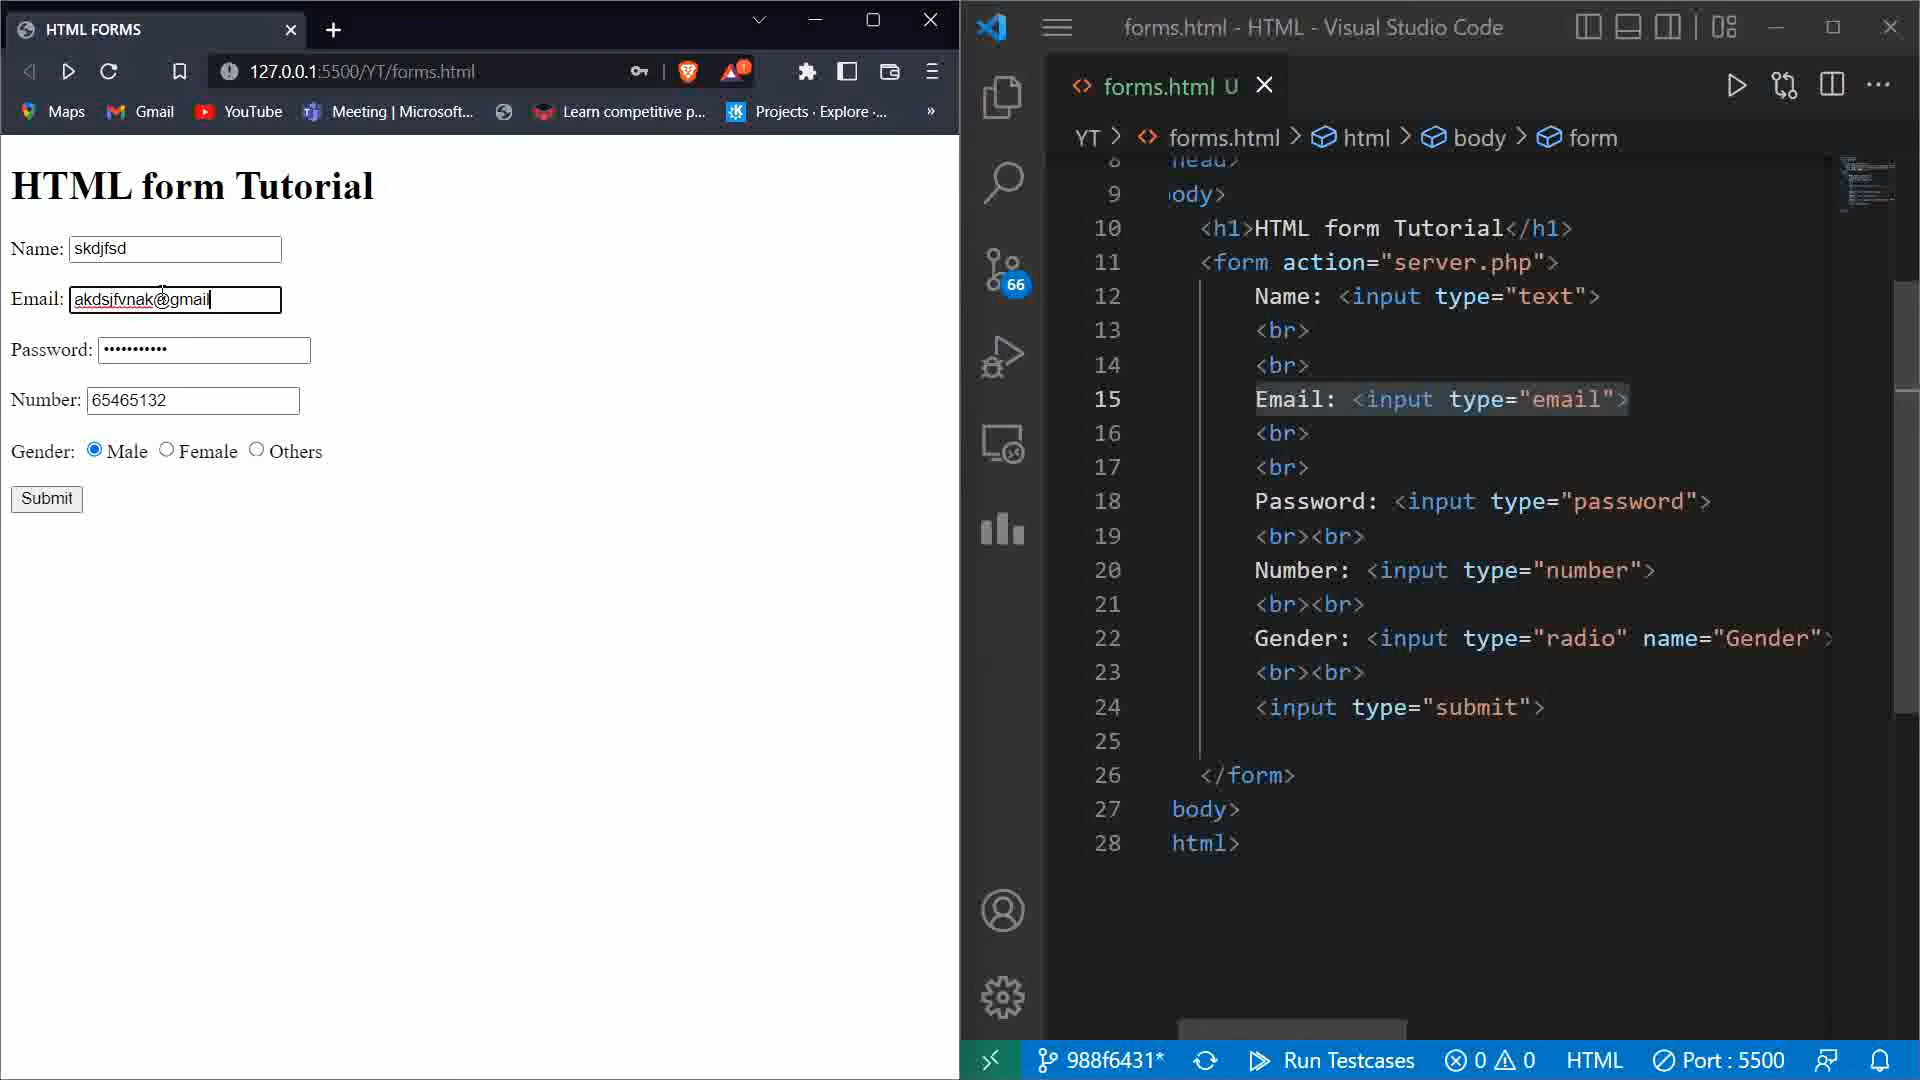 HTML FORMS
127.0.0.1:5500/YT/forms.html
Maps Gmail YouTube Meeting | Microsoft... Learn competitive p... Projects · Explore ·... »
HTML form Tutorial
Name: skdjfsd
Email: akdsjfvnak@gmail
Password: •••••••••••
Number: 65465132
Gender: Male Female Others
Submit
forms.html - HTML - Visual Studio Code
<> forms.html U
YT > <> forms.html > html > body > form
8 head>
9 body>
10 <h1>HTML form Tutorial</h1>
11 <form action="server.php">
12 Name: <input type="text">
13 <br>
14 <br>
15 Email: <input type="email">
16 <br>
17 <br>
18 Password: <input type="password">
19 <br><br>
20 Number: <input type="number">
21 <br><br>
22 Gender: <input type="radio" name="Gender">
23 <br><br>
24 <input type="submit">
25
26 </form>
27 body>
28 html>
66
988f6431* Run Testcases 0 0 HTML Port : 5500